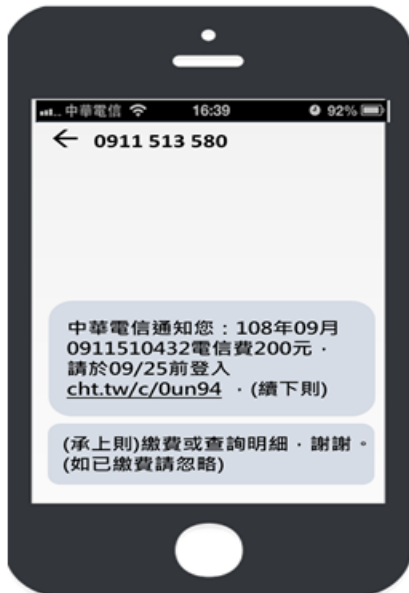 中華電信 16:39 92%
← 0911 513 580
中華電信通知您：108年09月
0911510432電信費200元．
請於09/25前登入
cht.tw/c/0un94 ．(續下則)
(承上則)繳費或查詢明細．謝謝。
(如已繳費請忽略)